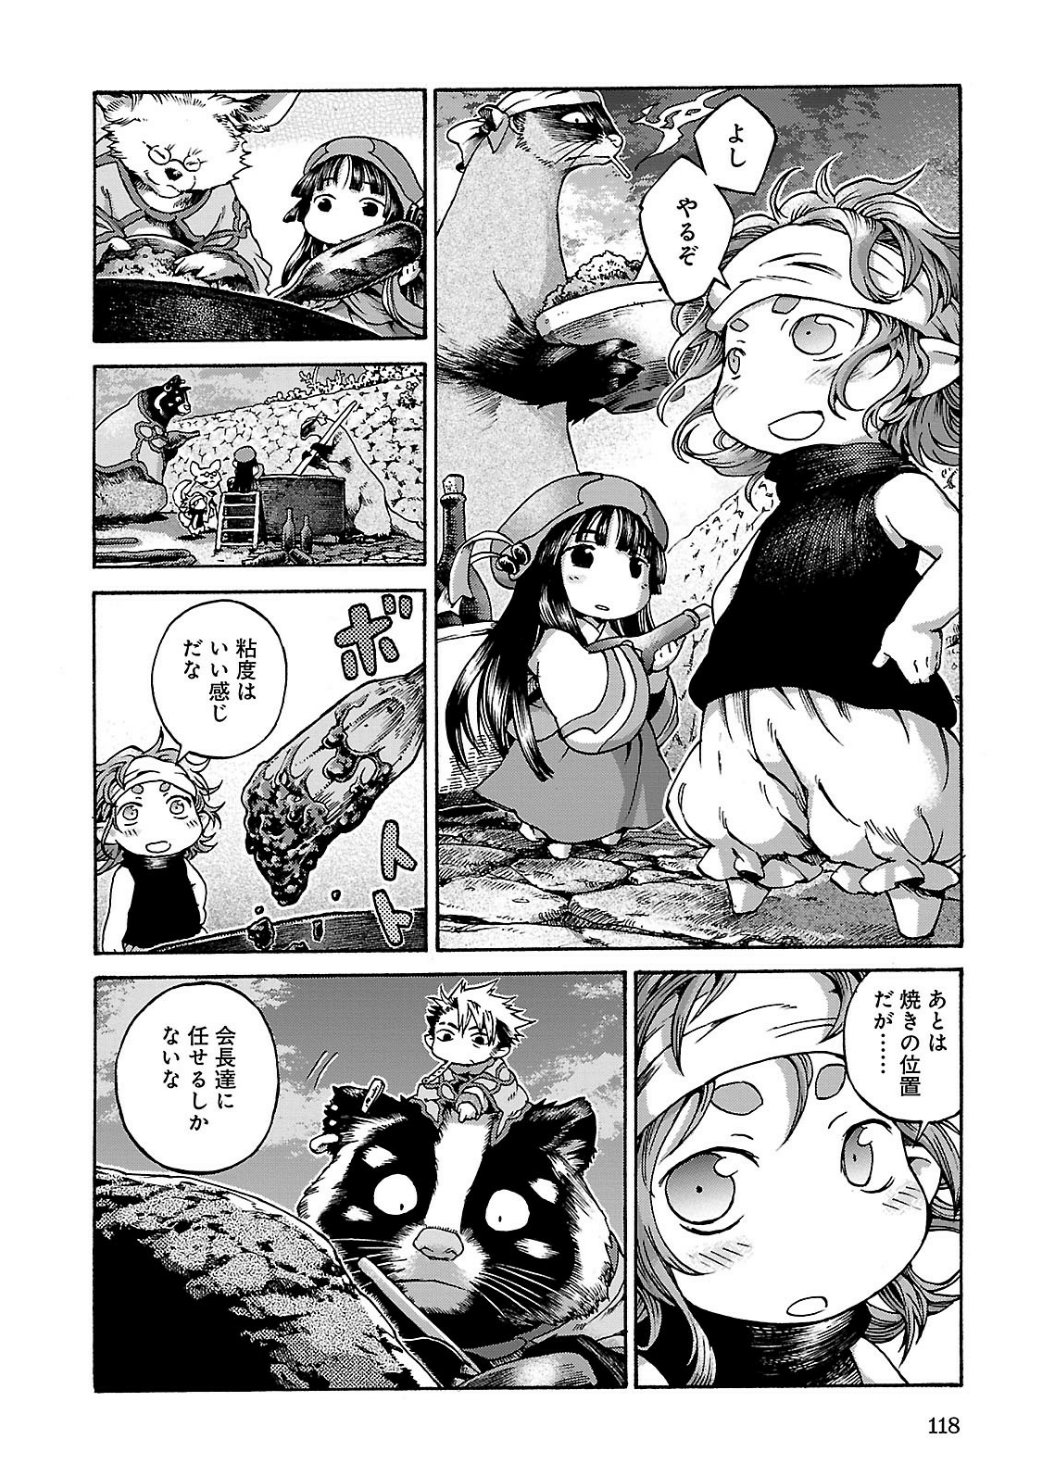 よし
やるぞ
粘度は
いい感じ
だな
ボ
トトト
あとは
焼きの位置
だが……
会長達に
任せるしか
ないな
118